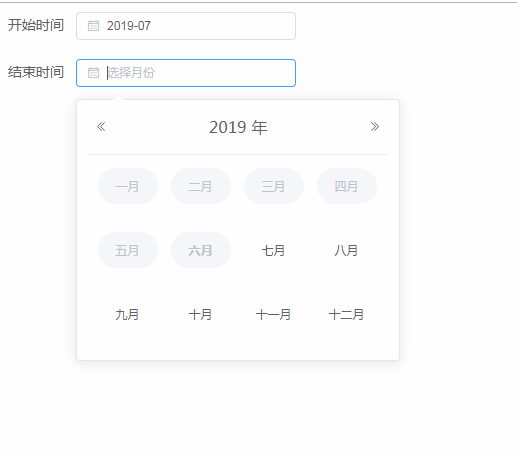 开始时间 2019-07
结束时间 选择月份
2019 年
一月 二月 三月 四月
五月 六月 七月 八月
九月 十月 十一月 十二月